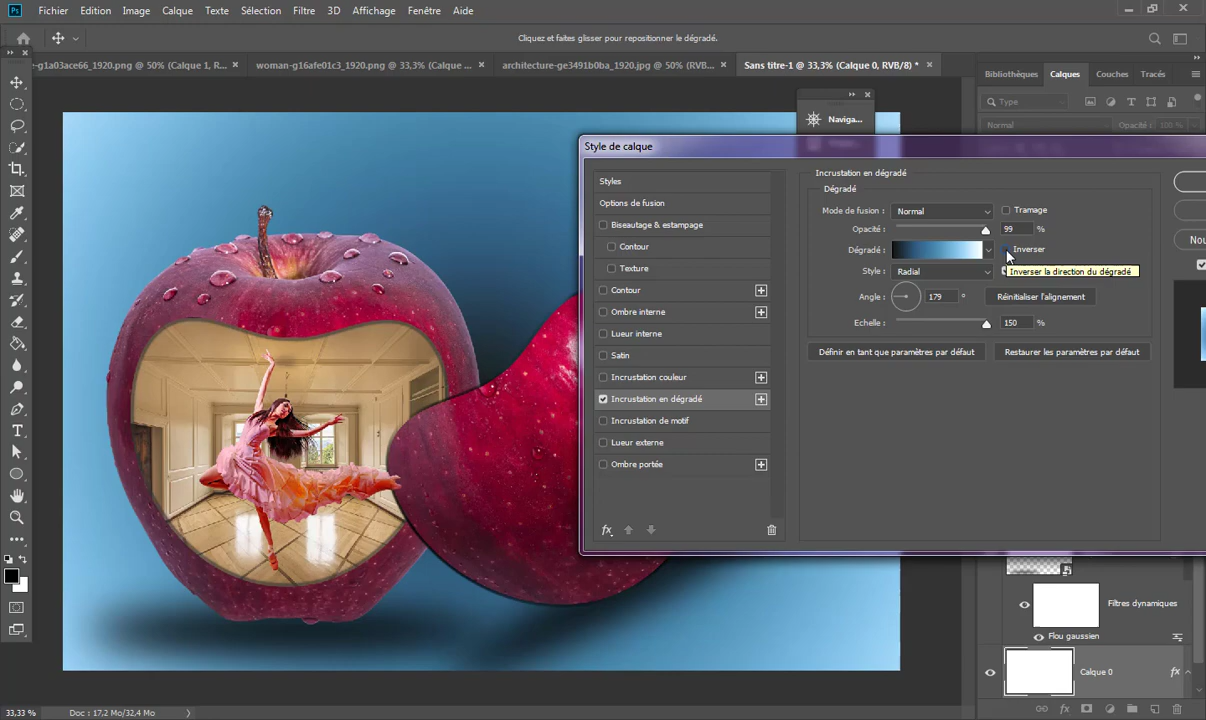 Ps Fichier Edition Image Calque Texte Sélection Filtre 3D Affichage Fenêtre Aide
Cliquez et faites glisser pour repositionner le dégradé.
e-g1a03ace66_1920.png @ 50% (Calque 1, R... × woman-g16afe01c3_1920.png @ 33,3% (Calque ... × architecture-ge3491b0ba_1920.jpg @ 50% (RVB... × Sans titre-1 @ 33,3% (Calque 0, RVB/8) * ×
Bibliothèques Calques Couches Tracés
Type
Naviga...
Normal Opacité : 100 %
Style de calque
Styles
Options de fusion
Biseautage & estampage
Contour
Texture
Contour
Ombre interne
Lueur interne
Satin
Incrustation couleur
Incrustation en dégradé
Incrustation de motif
Lueur externe
Ombre portée
fx
Incrustation en dégradé
Dégradé
Mode de fusion : Normal Tramage
Opacité : 99 %
Dégradé : Inverser
Style : Radial
Inverser la direction du dégradé
Angle : 179 ° Réinitialiser l'alignement
Echelle : 150 %
Définir en tant que paramètres par défaut Restaurer les paramètres par défaut
Nou
Filtres dynamiques
Flou gaussien
Calque 0 fx
33,33 % Doc : 17,2 Mo/32,4 Mo
fx